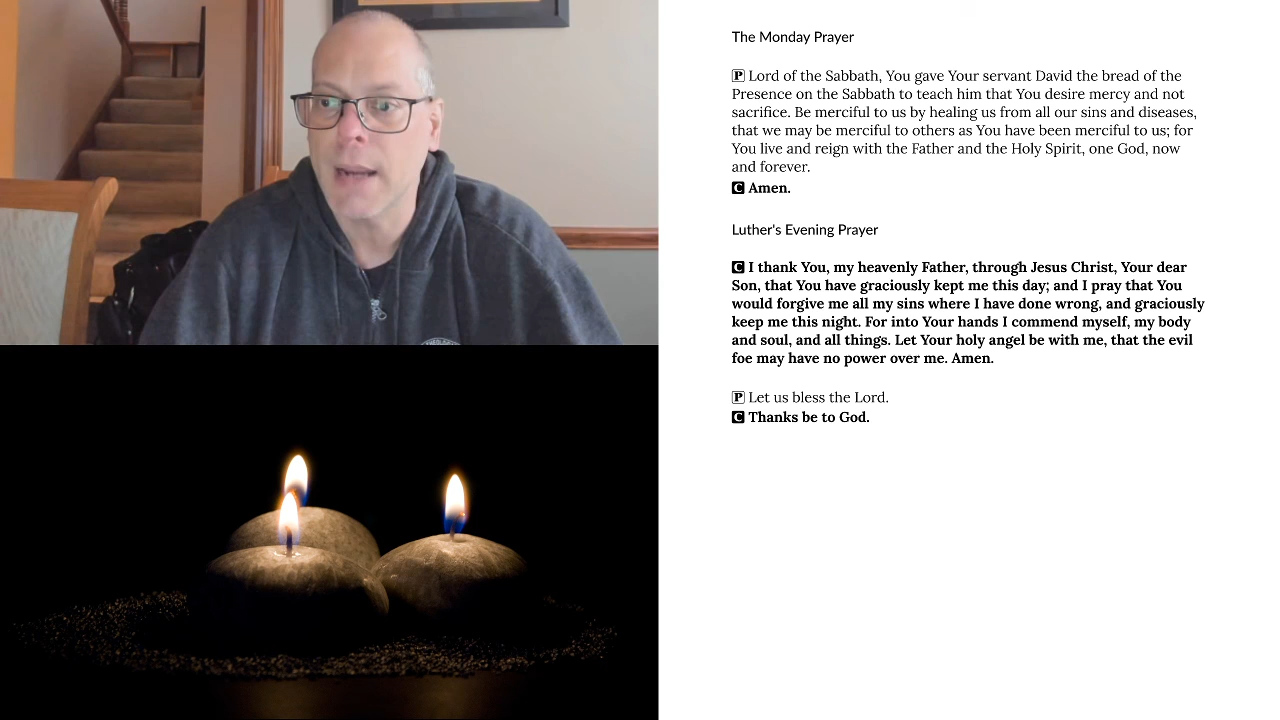 The Monday Prayer
P Lord of the Sabbath, You gave Your servant David the bread of the
Presence on the Sabbath to teach him that You desire mercy and not
sacrifice. Be merciful to us by healing us from all our sins and diseases,
that we may be merciful to others as You have been merciful to us; for
You live and reign with the Father and the Holy Spirit, one God, now
and forever.
C Amen.
Luther's Evening Prayer
C I thank You, my heavenly Father, through Jesus Christ, Your dear
Son, that You have graciously kept me this day; and I pray that You
would forgive me all my sins where I have done wrong, and graciously
keep me this night. For into Your hands I commend myself, my body
and soul, and all things. Let Your holy angel be with me, that the evil
foe may have no power over me. Amen.
P Let us bless the Lord.
C Thanks be to God.